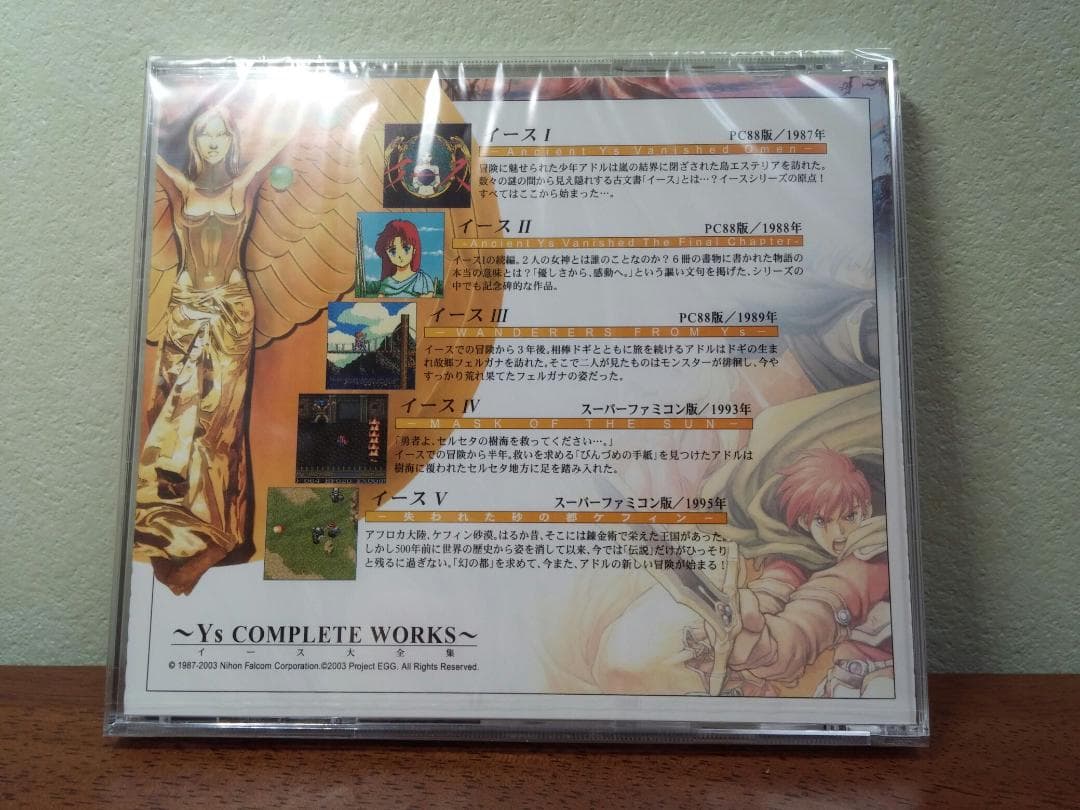 イース I
PC88版／1987年
－Ancient Ys Vanished Omen－
冒険に魅せられた少年アドルは嵐の結界に閉ざされた島エステリアを訪れた。
数々の謎の間から見え隠れする古文書「イース」とは…？イースシリーズの原点！
すべてはここから始まった…。
イース II
PC88版／1988年
-Ancient Ys Vanished The Final Chapter-
イースIの続編。２人の女神とは誰のことなのか？６冊の書物に書かれた物語の
本当の意味とは？「優しさから、感動へ。」という謳い文句を掲げた、シリーズの
中でも記念碑的な作品。
イース III
PC88版／1989年
－WANDERERS FROM Ys－
イースでの冒険から３年後。相棒ドギとともに旅を続けるアドルはドギの生ま
れ故郷フェルガナを訪れた。そこで二人が見たものはモンスターが徘徊し、今や
すっかり荒れ果てたフェルガナの姿だった。
イース IV
スーパーファミコン版／1993年
－MASK OF THE SUN－
「勇者よ、セルセタの樹海を救ってください…。」
イースでの冒険から半年。救いを求める「びんづめの手紙」を見つけたアドルは
樹海に覆われたセルセタ地方に足を踏み入れた。
イース V
スーパーファミコン版／1995年
－失われた砂の都ケフィン－
アフロカ大陸、ケフィン砂漠。はるか昔、そこには錬金術で栄えた王国があった。
しかし500年前に世界の歴史から姿を消して以来、今では「伝説」だけがひっそり
と残るに過ぎない。「幻の都」を求めて、今また、アドルの新しい冒険が始まる！
～Ys COMPLETE WORKS～
イース大全集
© 1987-2003 Nihon Falcom Corporation.©2003 Project EGG. All Rights Reserved.